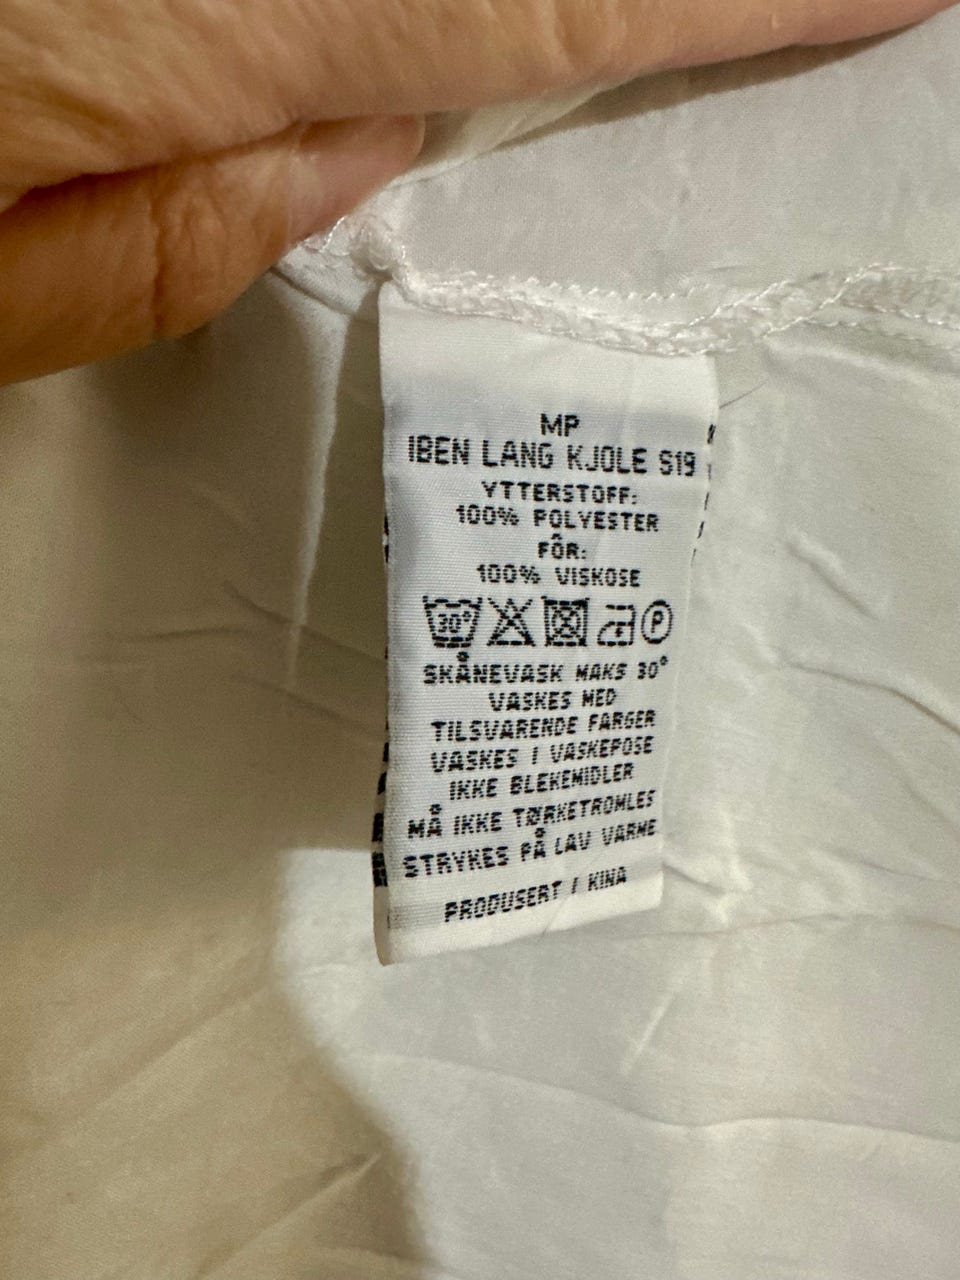 MP
IBEN LANG KJOLE S19
YTTERSTOFF:
100% POLYESTER
FÔR:
100% VISKOSE
30°
P
SKÅNEVASK MAKS 30°
VASKES MED
TILSVARENDE FARGER
VASKES I VASKEPOSE
IKKE BLEKEMIDLER
MÅ IKKE TØRKETROMLES
STRYKES PÅ LAV VARME
PRODUSERT I KINA